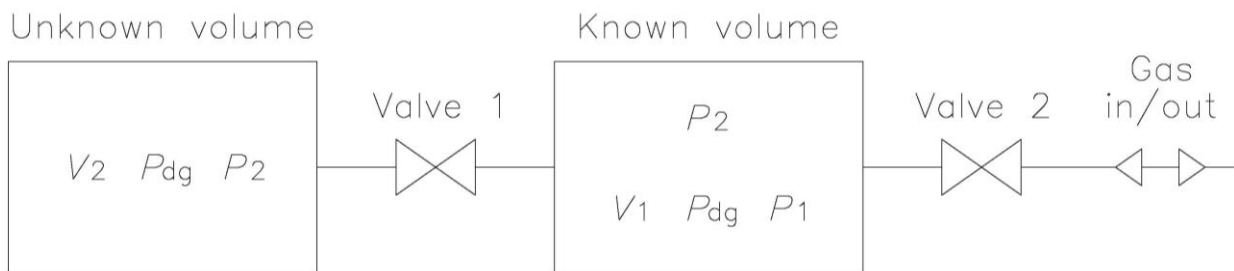 Unknown volume
Known volume
Gas
in/out
Valve 1
Valve 2
P2
V2 Pdg P2
V1 Pdg P1